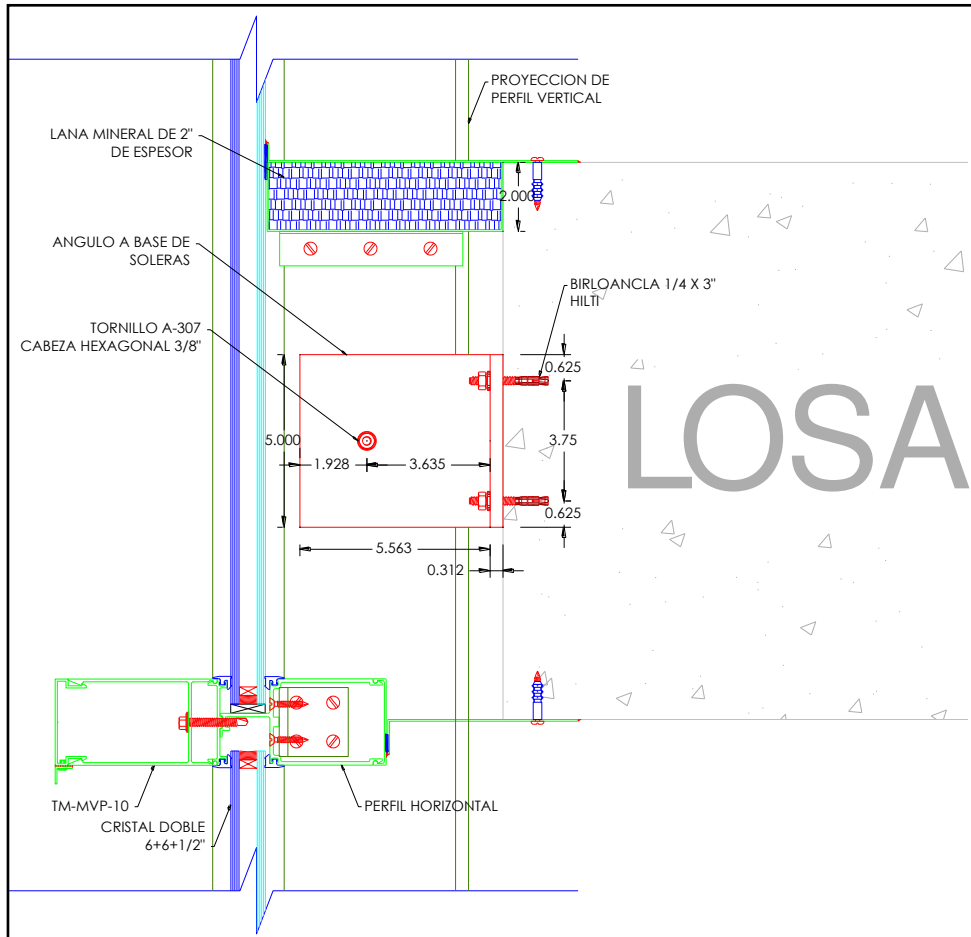 PROYECCION DE
PERFIL VERTICAL
LANA MINERAL DE 2"
DE ESPESOR
2.000
ANGULO A BASE DE
SOLERAS
BIRLOANCLA 1/4 X 3"
HILTI
TORNILLO A-307
CABEZA HEXAGONAL 3/8"
0.625
LOSA
5.000
3.75
1.928
3.635
0.625
5.563
0.312
TM-MVP-10
PERFIL HORIZONTAL
CRISTAL DOBLE
6+6+1/2"